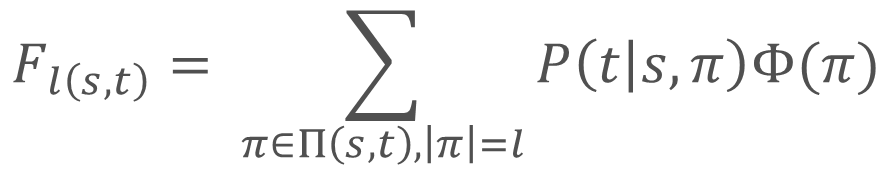 F_{l(s,t)} = \sum_{\pi \in \Pi(s,t), |\pi| = l} P(t|s, \pi)\Phi(\pi)